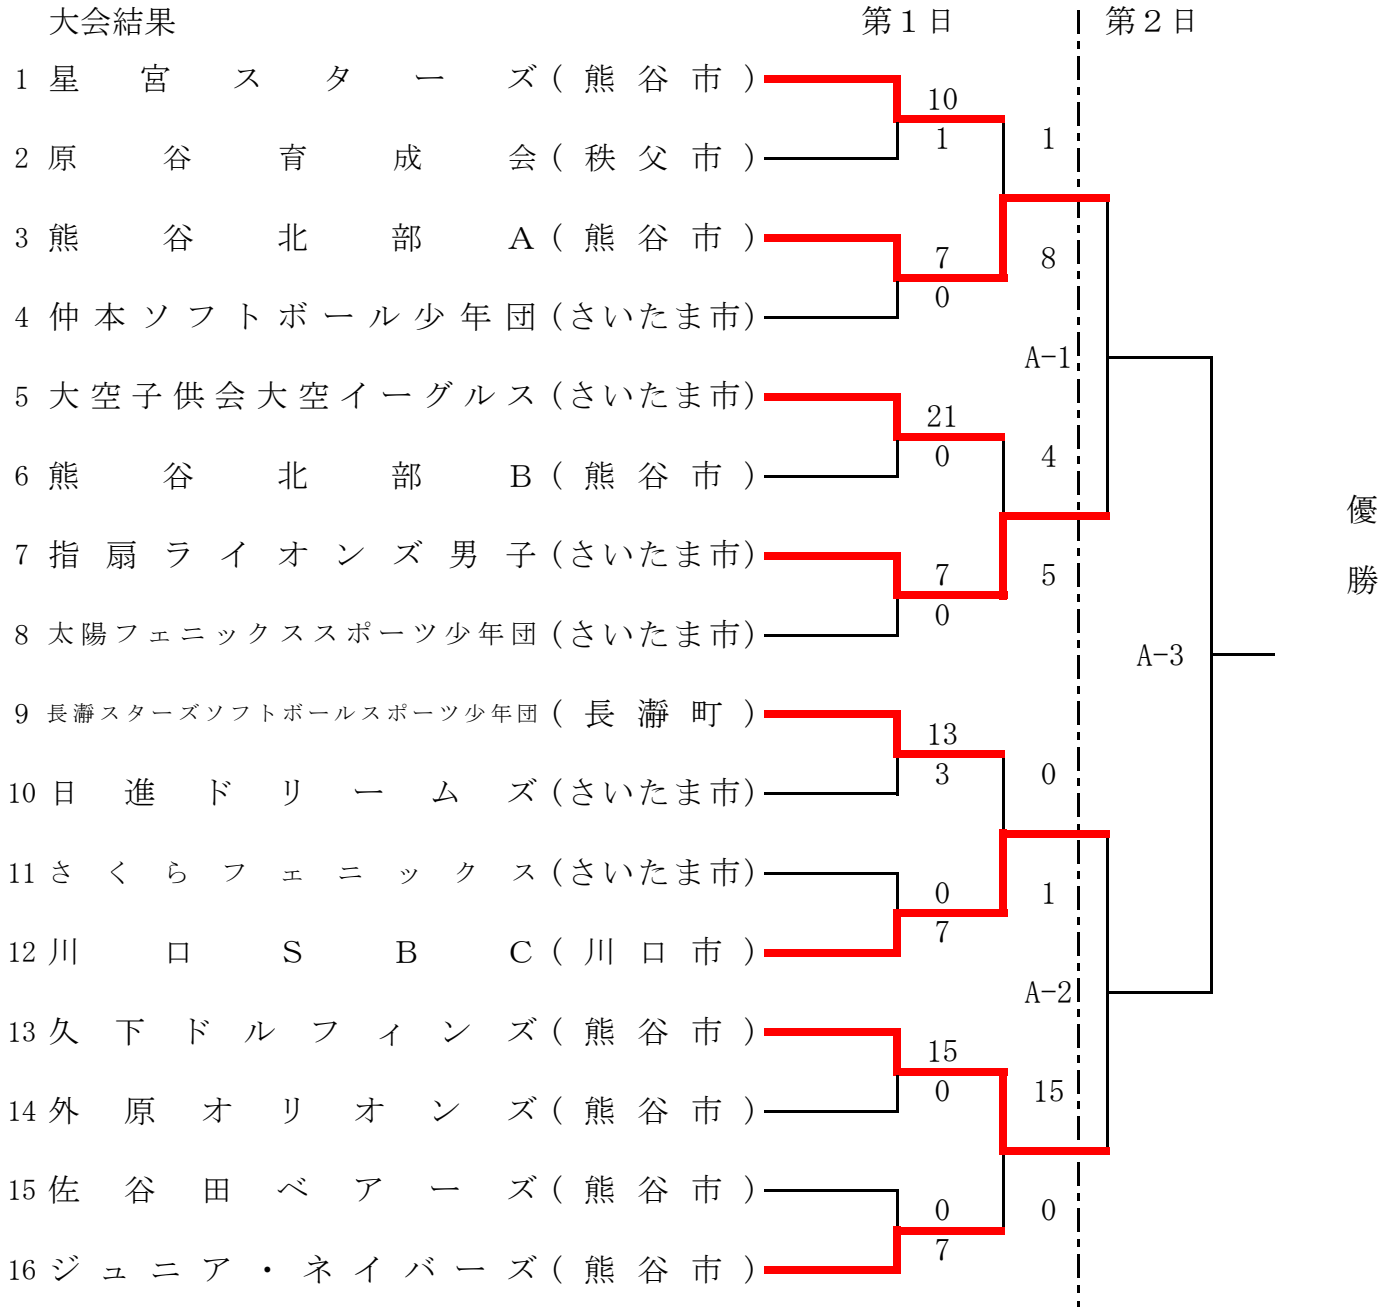 大会結果 第１日 第２日
1 星宮スターズ(熊谷市)
10
1 1
2 原谷育成会(秩父市)
3 熊谷北部A(熊谷市)
7 8
0
4 仲本ソフトボール少年団(さいたま市)
A-1
5 大空子供会大空イーグルス(さいたま市)
21
0 4
6 熊谷北部B(熊谷市)
優
7 指扇ライオンズ男子(さいたま市)
7 5
勝
0
8 太陽フェニックススポーツ少年団(さいたま市)
A-3
9 長瀞スターズソフトボールスポーツ少年団(長瀞町)
13
3 0
10 日進ドリームズ(さいたま市)
11 さくらフェニックス(さいたま市)
0 1
7
12 川口SBC(川口市)
A-2
13 久下ドルフィンズ(熊谷市)
15
0 15
14 外原オリオンズ(熊谷市)
15 佐谷田ベアーズ(熊谷市)
0 0
7
16 ジュニア・ネイバーズ(熊谷市)